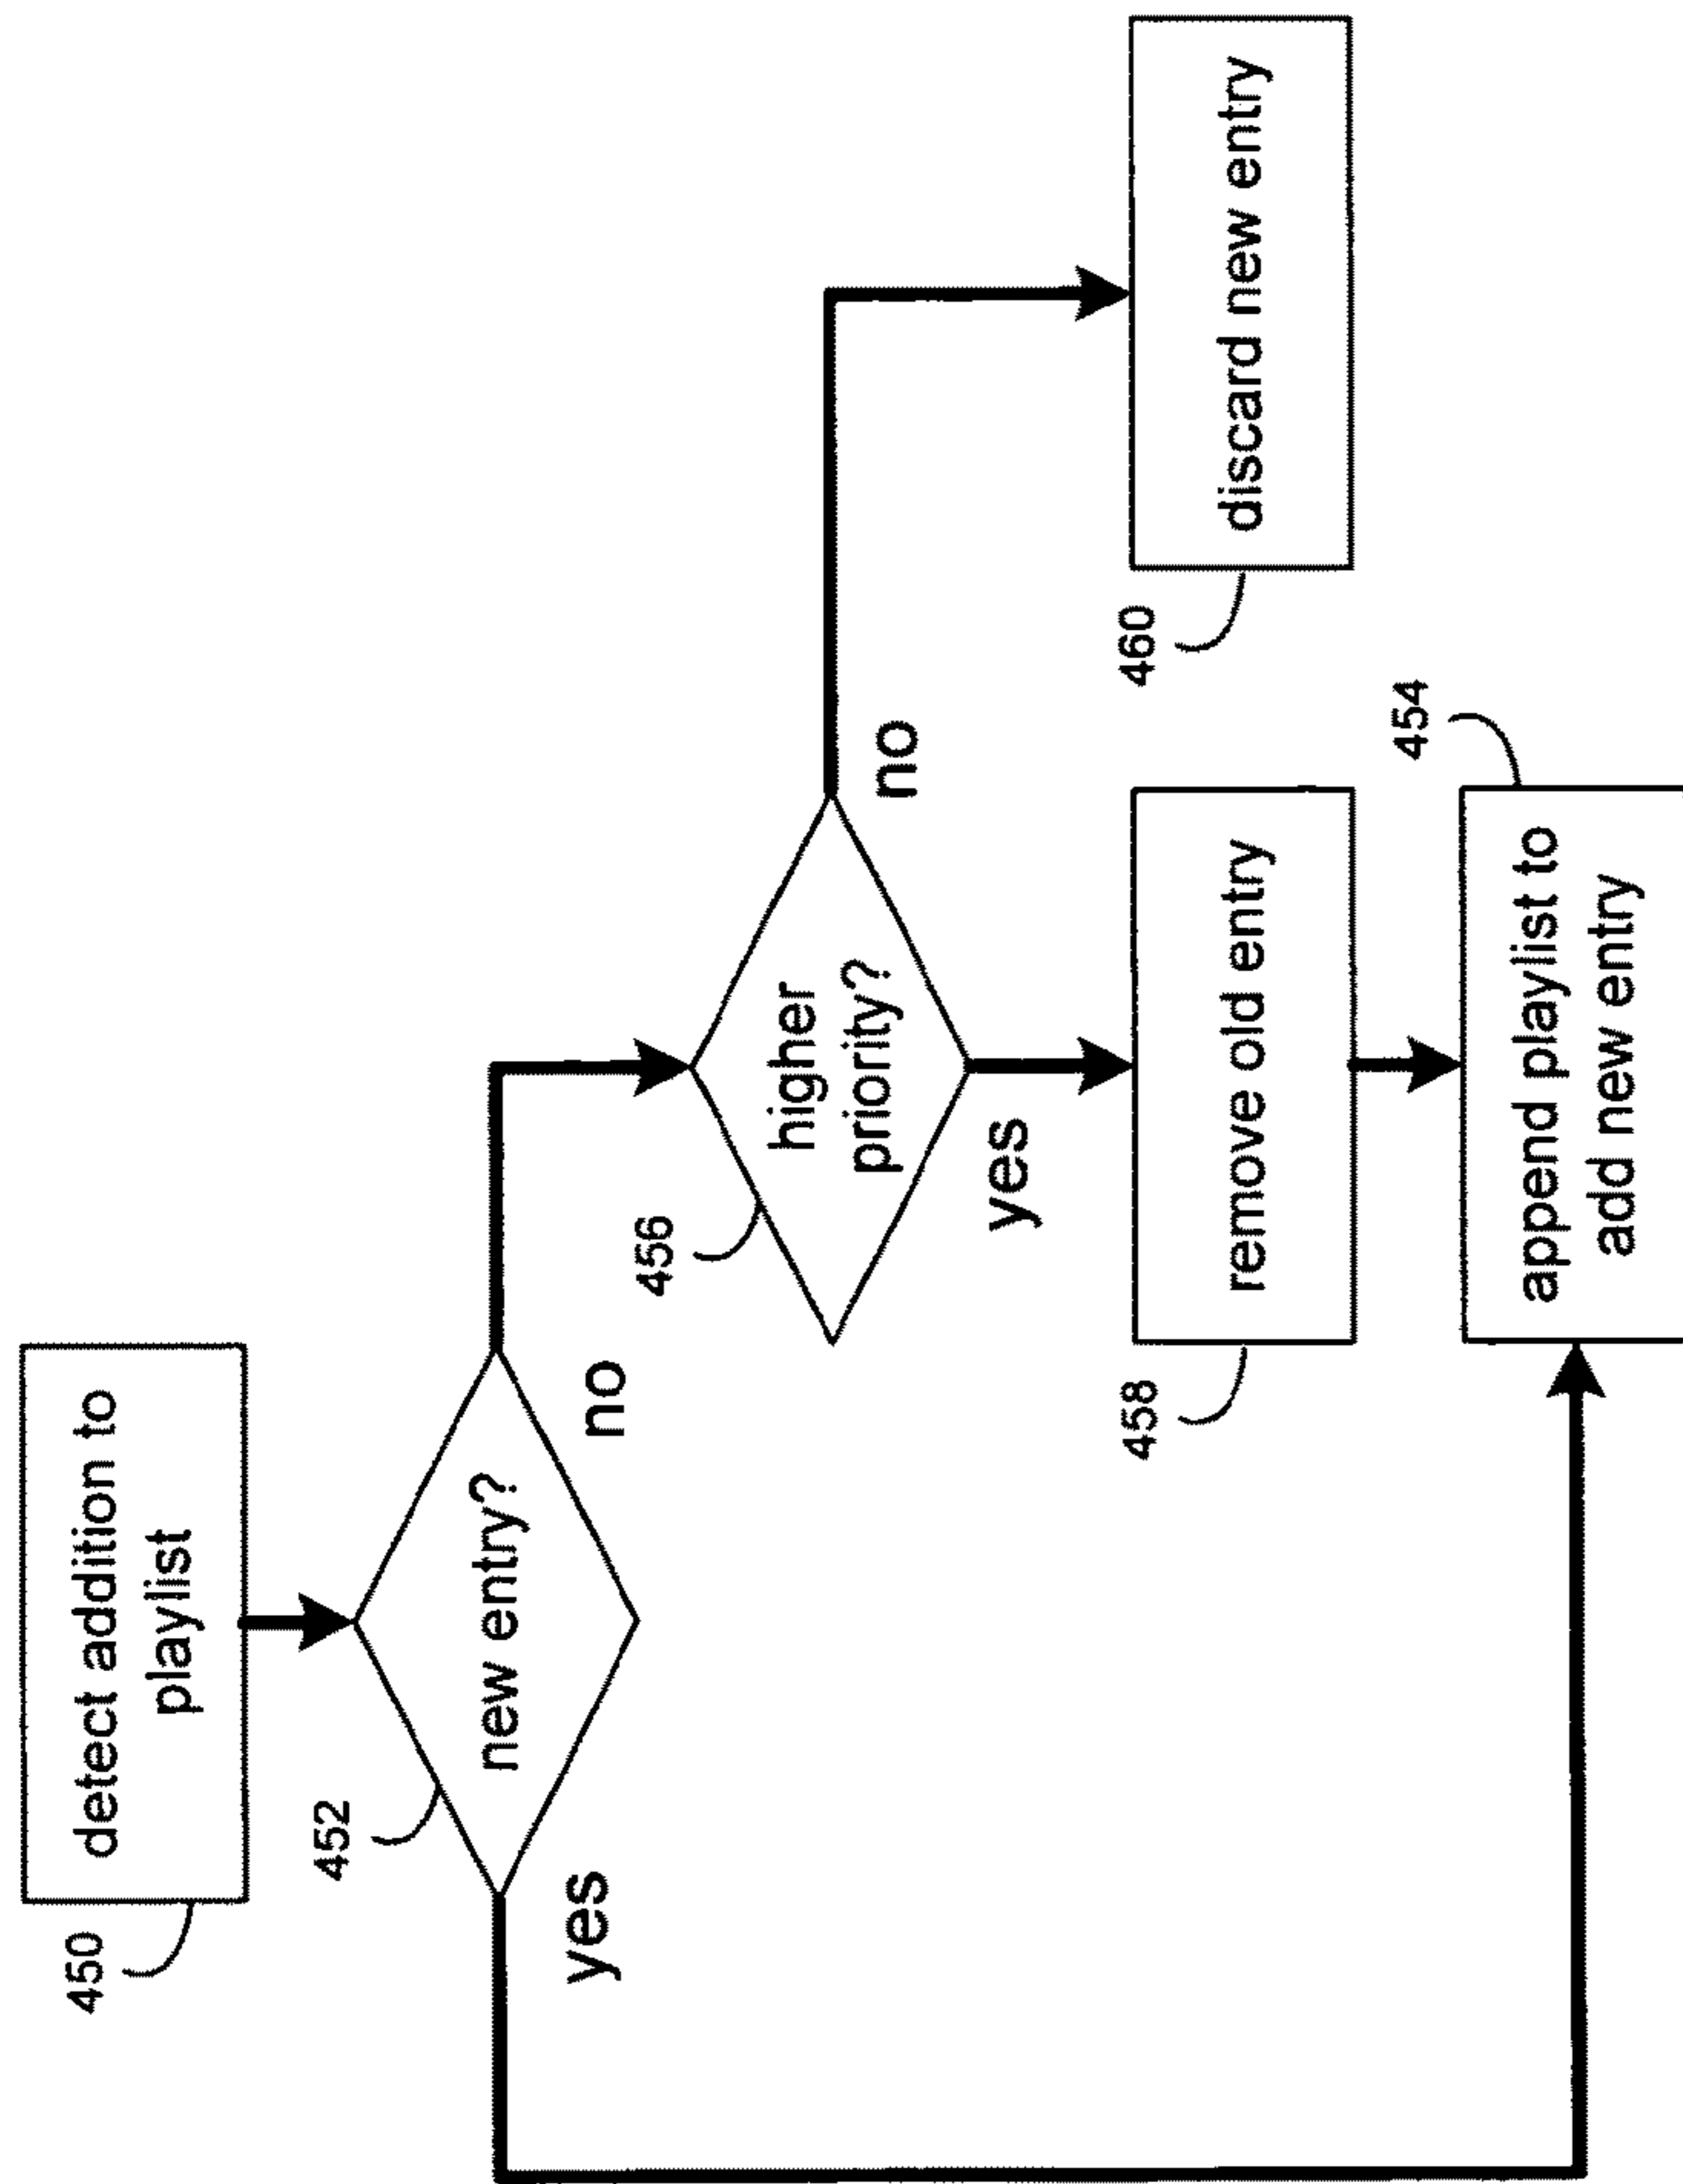 450
detect addition to
playlist
452
new entry?
yes
no
456
higher
priority?
no
yes
458
remove old entry
460
discard new entry
454
append playlist to
add new entry